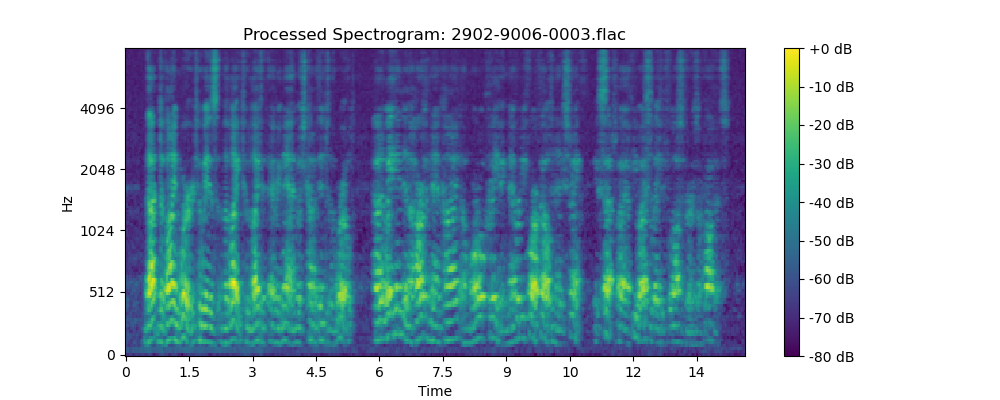 Processed Spectrogram: 2902-9006-0003.flac
+0 dB
4096
-10 dB
-20 dB
2048
-30 dB
Hz
1024
-40 dB
-50 dB
512
-60 dB
-70 dB
0
-80 dB
0 1.5 3 4.5 6 7.5 9 10 12 14
Time